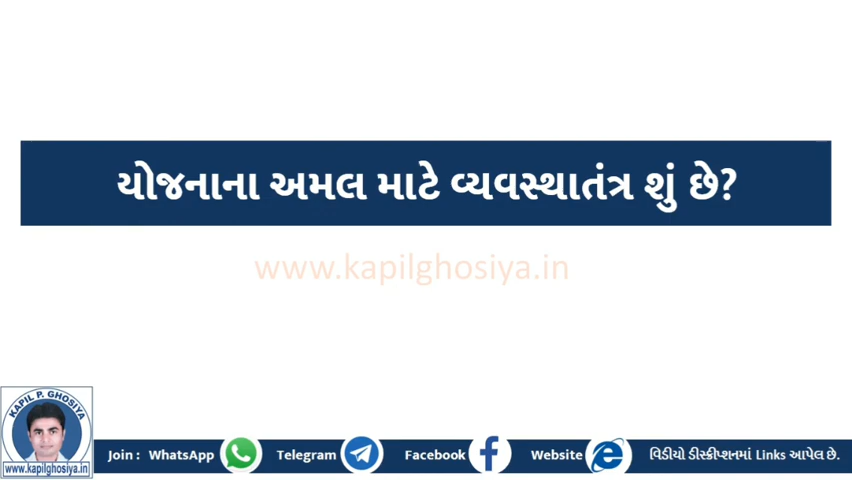 યોજનાના અમલ માટે વ્યવસ્થાતંત્ર શું છે?
www.kapilghosiya.in
KAPIL P. GHOSIYA
www.kapilghosiya.in
Join : WhatsApp Telegram Facebook Website વિડીયો ડીસ્ક્રીપ્શનમાં Links આપેલ છે.